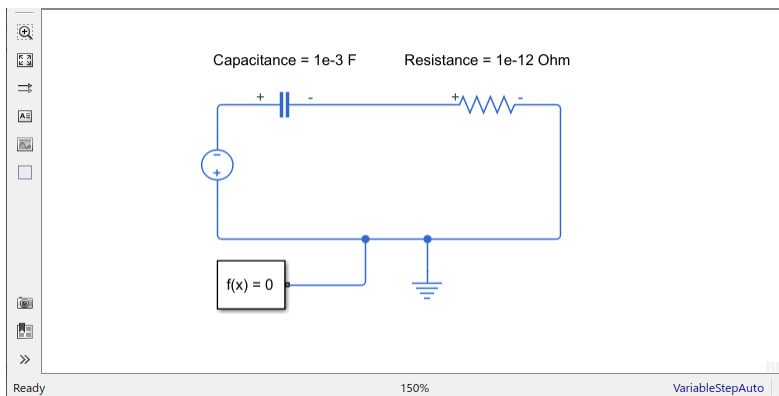 Capacitance = 1e-3 F
Resistance = 1e-12 Ohm
+ -
+ -
-
+
f(x) = 0
A
Ready
150%
VariableStepAuto